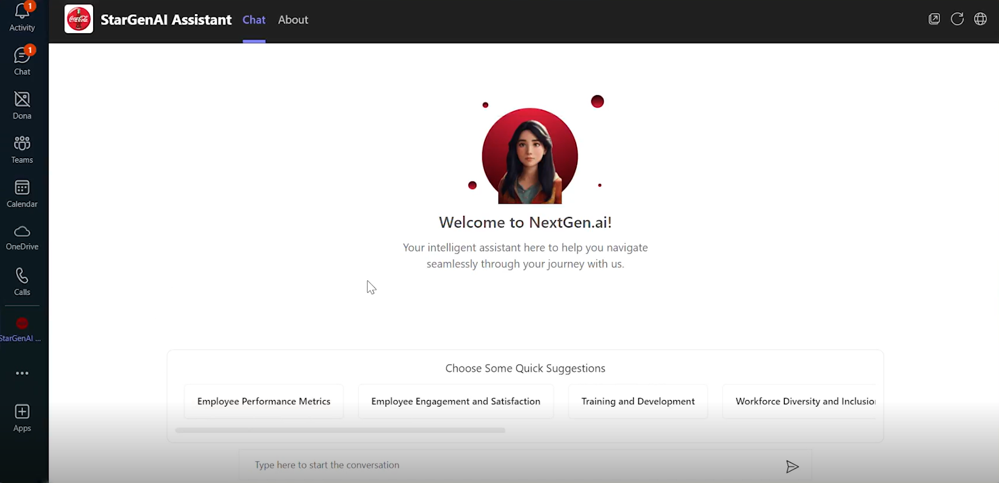 1
Activity
1
Chat
Dona
Teams
Calendar
OneDrive
Calls
StarGenAI ...
Apps
Coca-Cola
StarGenAI Assistant Chat About
Welcome to NextGen.ai!
Your intelligent assistant here to help you navigate
seamlessly through your journey with us.
Choose Some Quick Suggestions
Employee Performance Metrics Employee Engagement and Satisfaction Training and Development Workforce Diversity and Inclusion
Type here to start the conversation